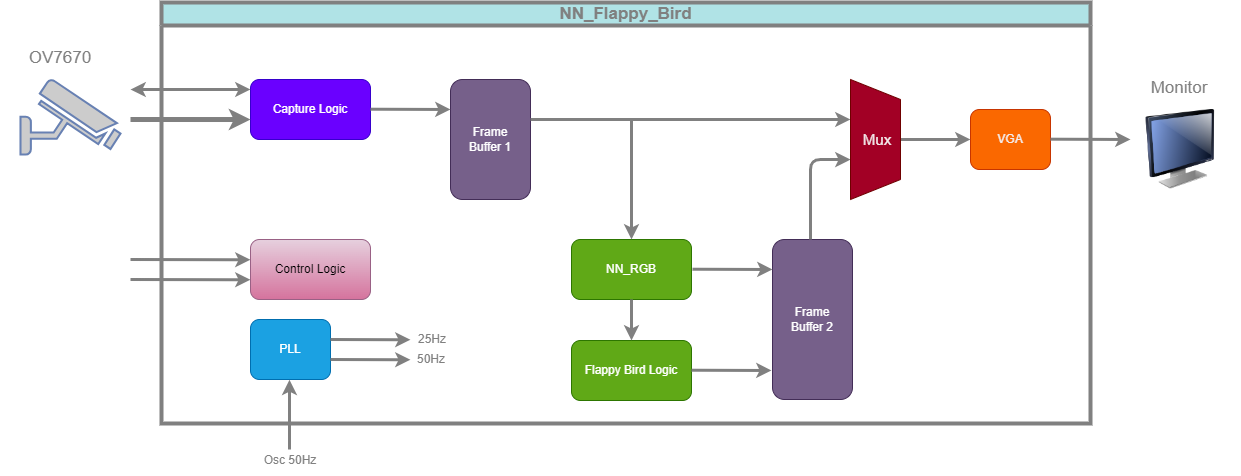 NN_Flappy_Bird
OV7670
Monitor
Capture Logic
Frame
Buffer 1
Mux
VGA
Control Logic
NN_RGB
Frame
Buffer 2
PLL
25Hz
50Hz
Flappy Bird Logic
Osc 50Hz